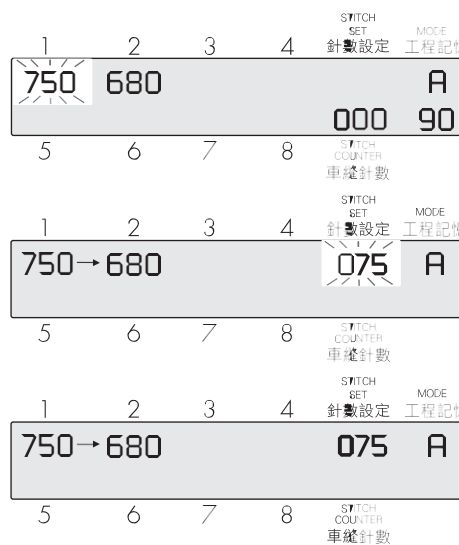 STITCH
SET
1 2 3 4 針數設定 MODE 工程記憶
750 680 A
000 90
5 6 7 8 STITCH
COUNTER
車縫針數
STITCH
SET
1 2 3 4 針數設定 MODE 工程記憶
750→680 075 A
5 6 7 8 STITCH
COUNTER
車縫針數
STITCH
SET
1 2 3 4 針數設定 MODE 工程記憶
750→680 075 A
5 6 7 8 STITCH
COUNTER
車縫針數